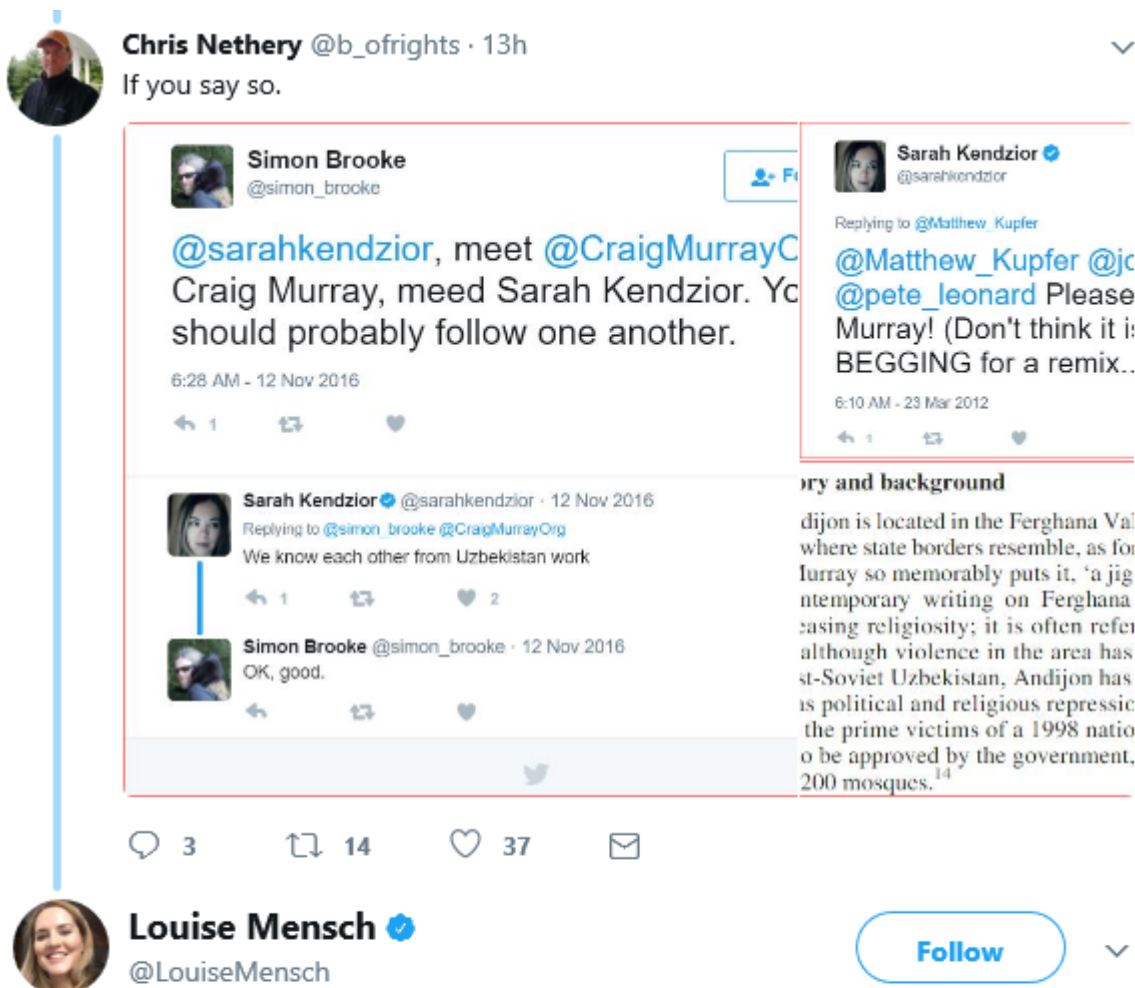 Chris Nethery @b_ofrights · 13h
If you say so.
Simon Brooke
@simon_brooke
@sarahkendzior, meet @CraigMurrayO
Craig Murray, meed Sarah Kendzior. Yo
should probably follow one another.
6:28 AM - 12 Nov 2016
1
Sarah Kendzior @sarahkendzior · 12 Nov 2016
Replying to @simon_brooke @CraigMurrayOrg
We know each other from Uzbekistan work
1 2
Simon Brooke @simon_brooke · 12 Nov 2016
OK, good.
Sarah Kendzior
@sarahkendzior
Replying to @Matthew_Kupfer
@Matthew_Kupfer @jo
@pete_leonard Please
Murray! (Don't think it is
BEGGING for a remix..
6:10 AM - 23 Mar 2012
1
ory and background
dijon is located in the Ferghana Val
where state borders resemble, as for
Murray so memorably puts it, ‘a jig
ntemporary writing on Ferghana
easing religiosity; it is often refer
although violence in the area has
st-Soviet Uzbekistan, Andijon has
as political and religious repressio
the prime victims of a 1998 natio
o be approved by the government,
200 mosques.14
3 14 37
Louise Mensch
@LouiseMensch
Follow